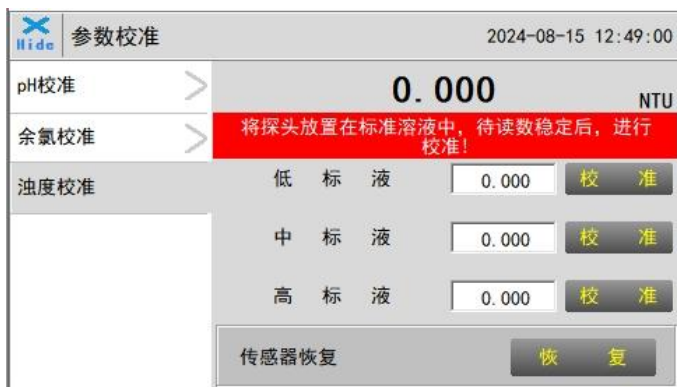 Hide 参数校准 2024-08-15 12:49:00
pH校准
余氯校准
浊度校准
0.000 NTU
将探头放置在标准溶液中，待读数稳定后，进行
校准！
低 标 液 0.000 校 准
中 标 液 0.000 校 准
高 标 液 0.000 校 准
传感器恢复 恢 复